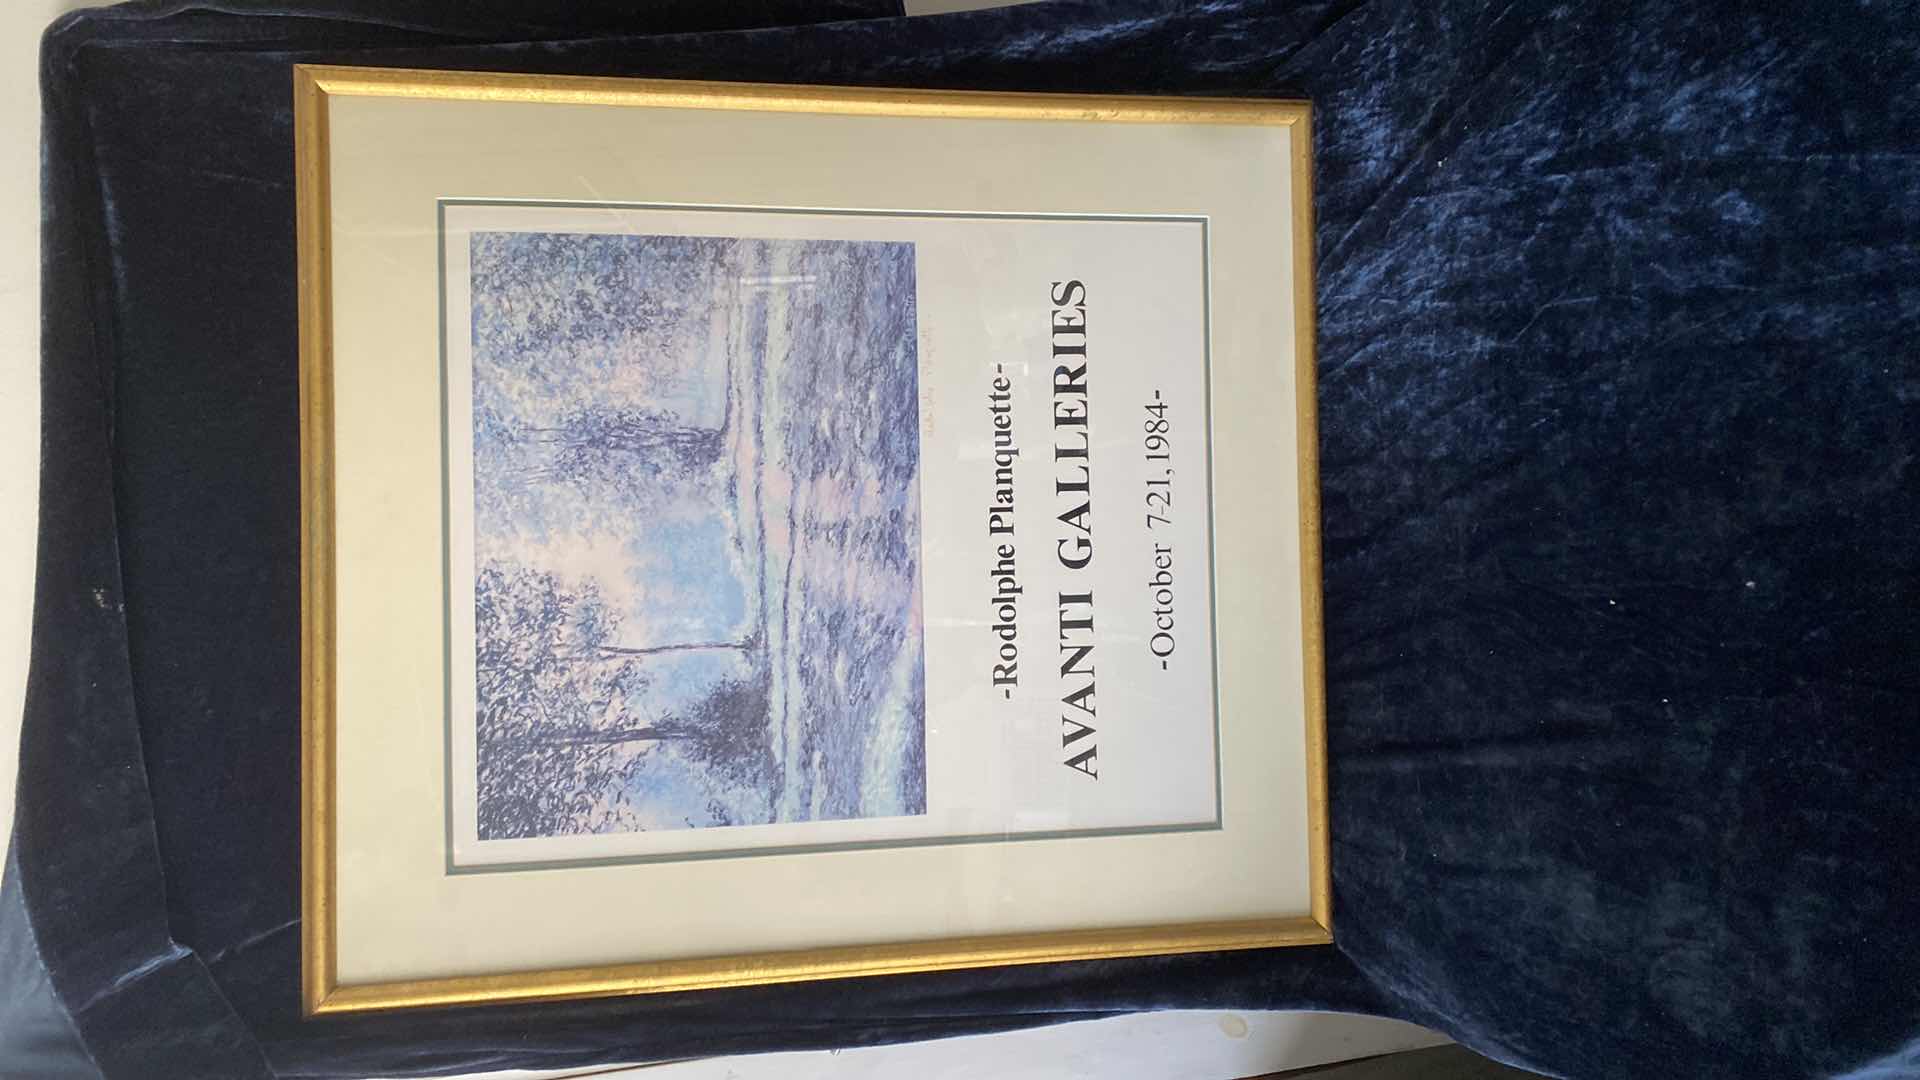 -Rodolphe Planquette-
AVANTI GALLERIES
-October 7-21, 1984-